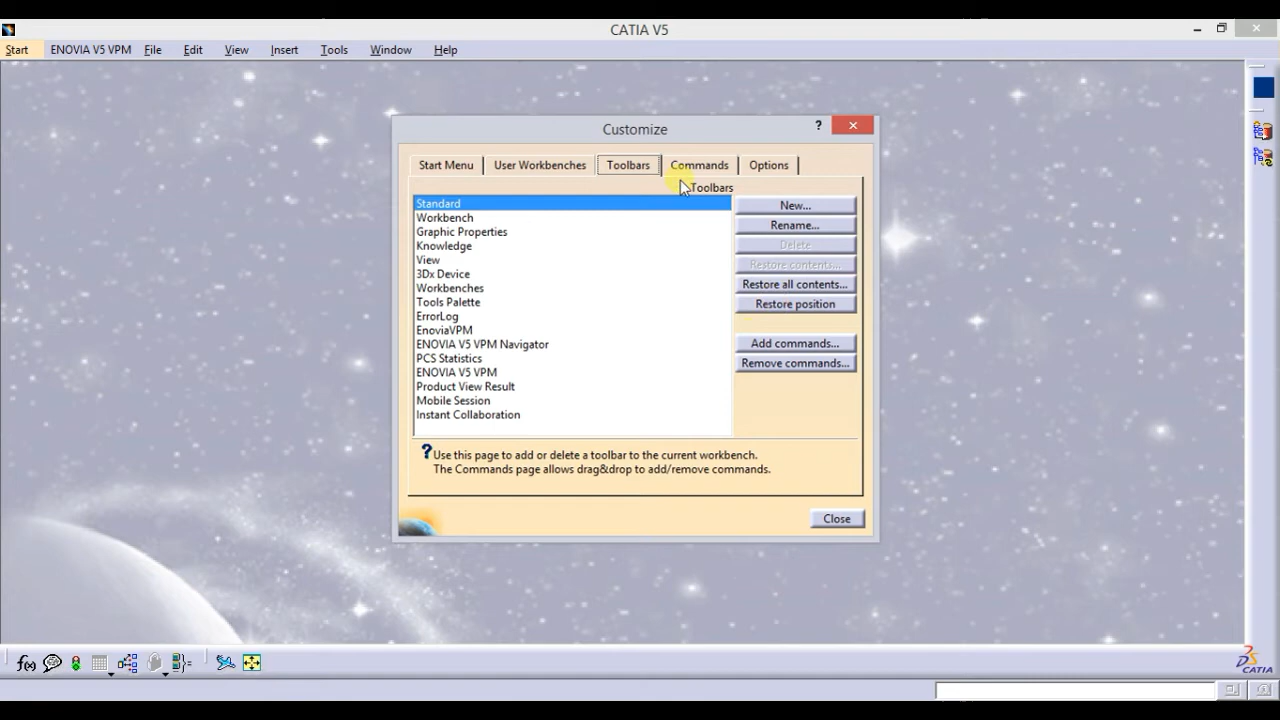 CATIA V5
Start ENOVIA V5 VPM File Edit View Insert Tools Window Help
Customize
?
Start Menu User Workbenches Toolbars Commands Options
Toolbars
Standard
Workbench
Graphic Properties
Knowledge
View
3Dx Device
Workbenches
Tools Palette
ErrorLog
EnoviaVPM
ENOVIA V5 VPM Navigator
PCS Statistics
ENOVIA V5 VPM
Product View Result
Mobile Session
Instant Collaboration
New...
Rename...
Delete
Restore contents...
Restore all contents...
Restore position
Add commands...
Remove commands...
? Use this page to add or delete a toolbar to the current workbench.
The Commands page allows drag&drop to add/remove commands.
Close
f(x)
CATIA